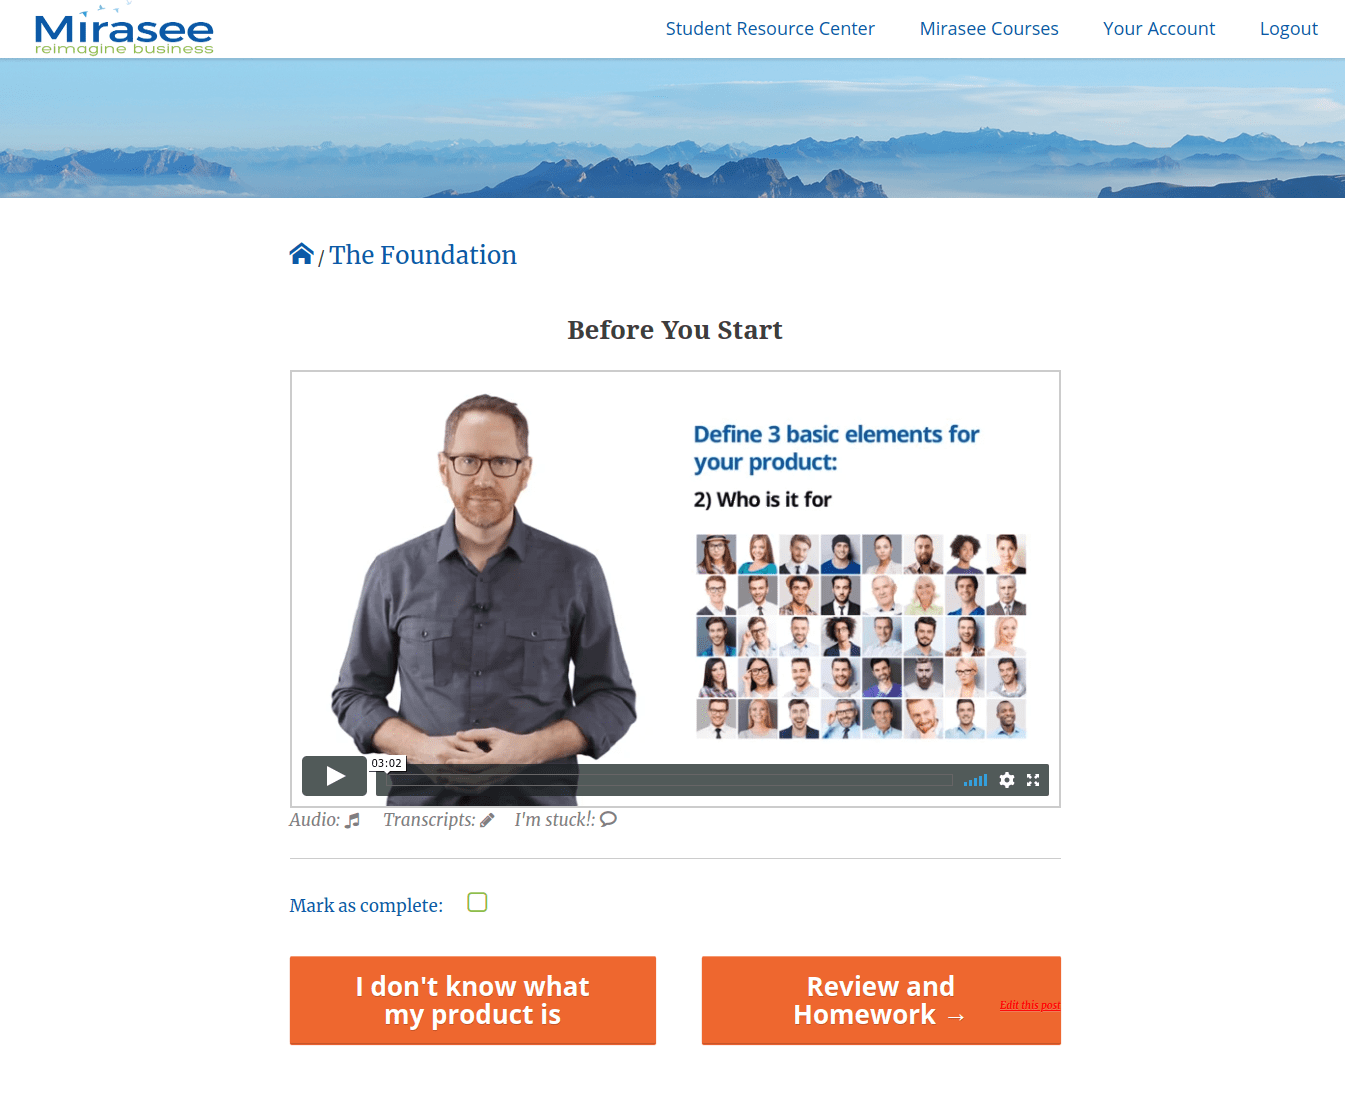 Mirasee
reimagine business
Student Resource Center
Mirasee Courses
Your Account
Logout
/ The Foundation
Before You Start
Define 3 basic elements for
your product:
2) Who is it for
03:02
Audio:
Transcripts:
I'm stuck!:
Mark as complete:
I don't know what
my product is
Review and
Homework →
Edit this post